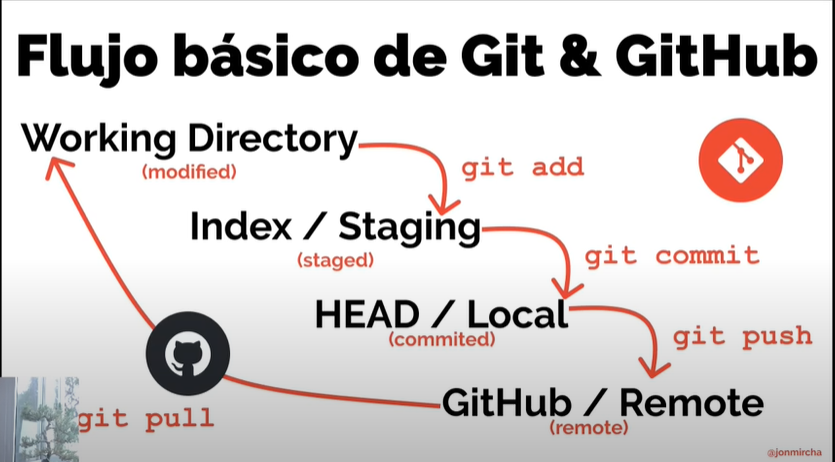 Flujo básico de Git & GitHub
Working Directory
(modified)
git add
Index / Staging
(staged)
git commit
HEAD / Local
(commited)
git push
GitHub / Remote
(remote)
git pull
@jonmircha